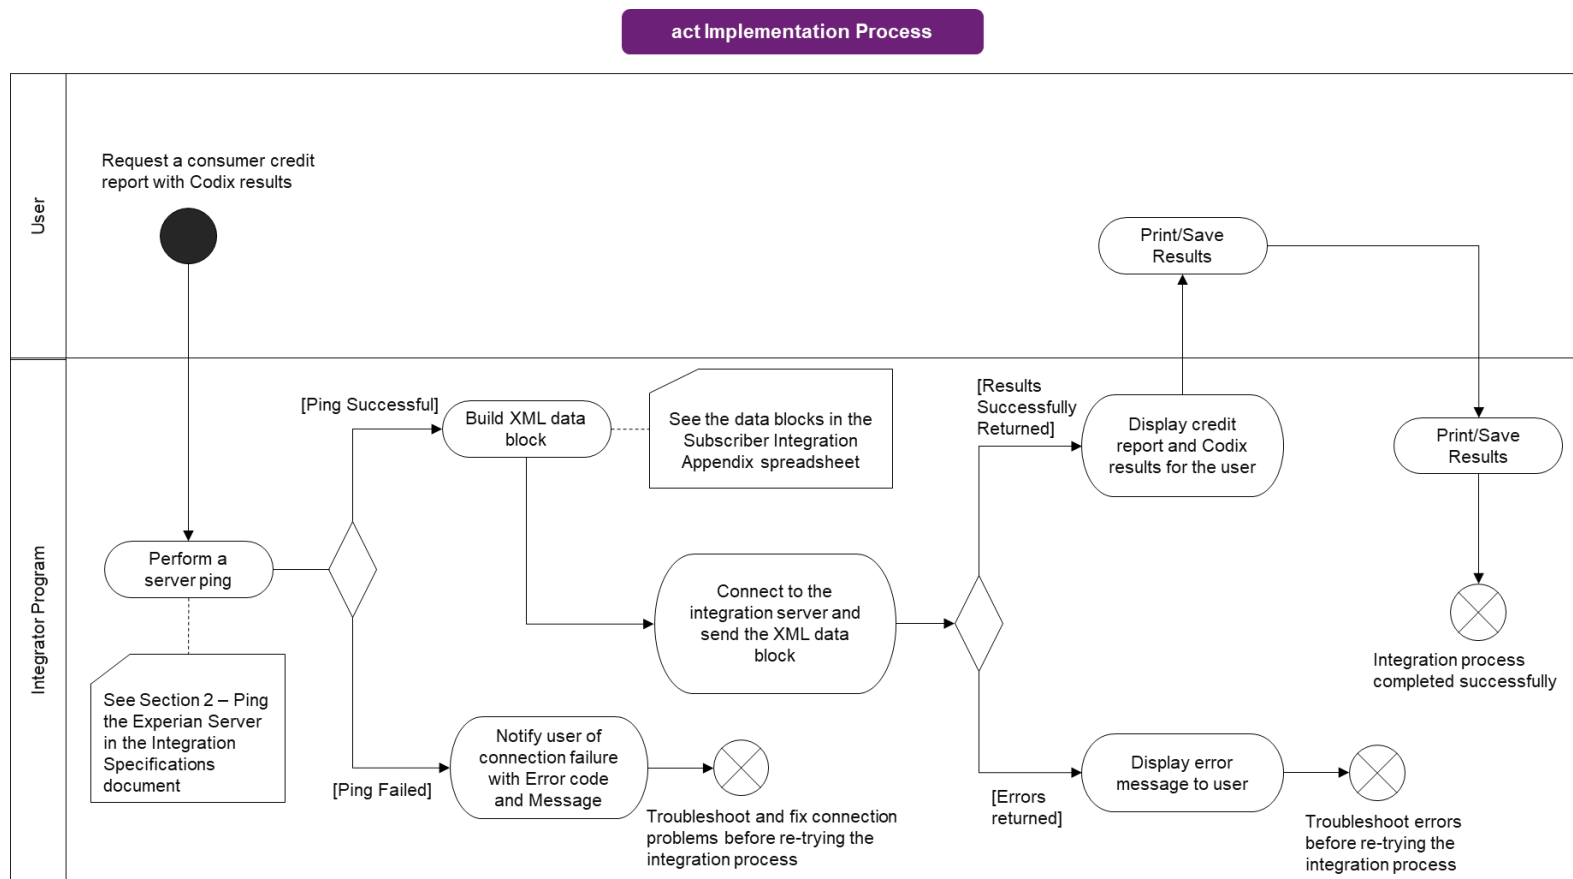 act Implementation Process
User
Request a consumer credit
report with Codix results
Print/Save
Results
Integrator Program
[Ping Successful]
Build XML data
block
See the data blocks in the
Subscriber Integration
Appendix spreadsheet
[Results
Successfully
Returned]
Display credit
report and Codix
results for the user
Print/Save
Results
Perform a
server ping
Connect to the
integration server and
send the XML data
block
Integration process
completed successfully
See Section 2 – Ping
the Experian Server
in the Integration
Specifications
document
[Ping Failed]
Notify user of
connection failure
with Error code
and Message
Troubleshoot and fix connection
problems before re-trying the
integration process
[Errors
returned]
Display error
message to user
Troubleshoot errors
before re-trying the
integration process